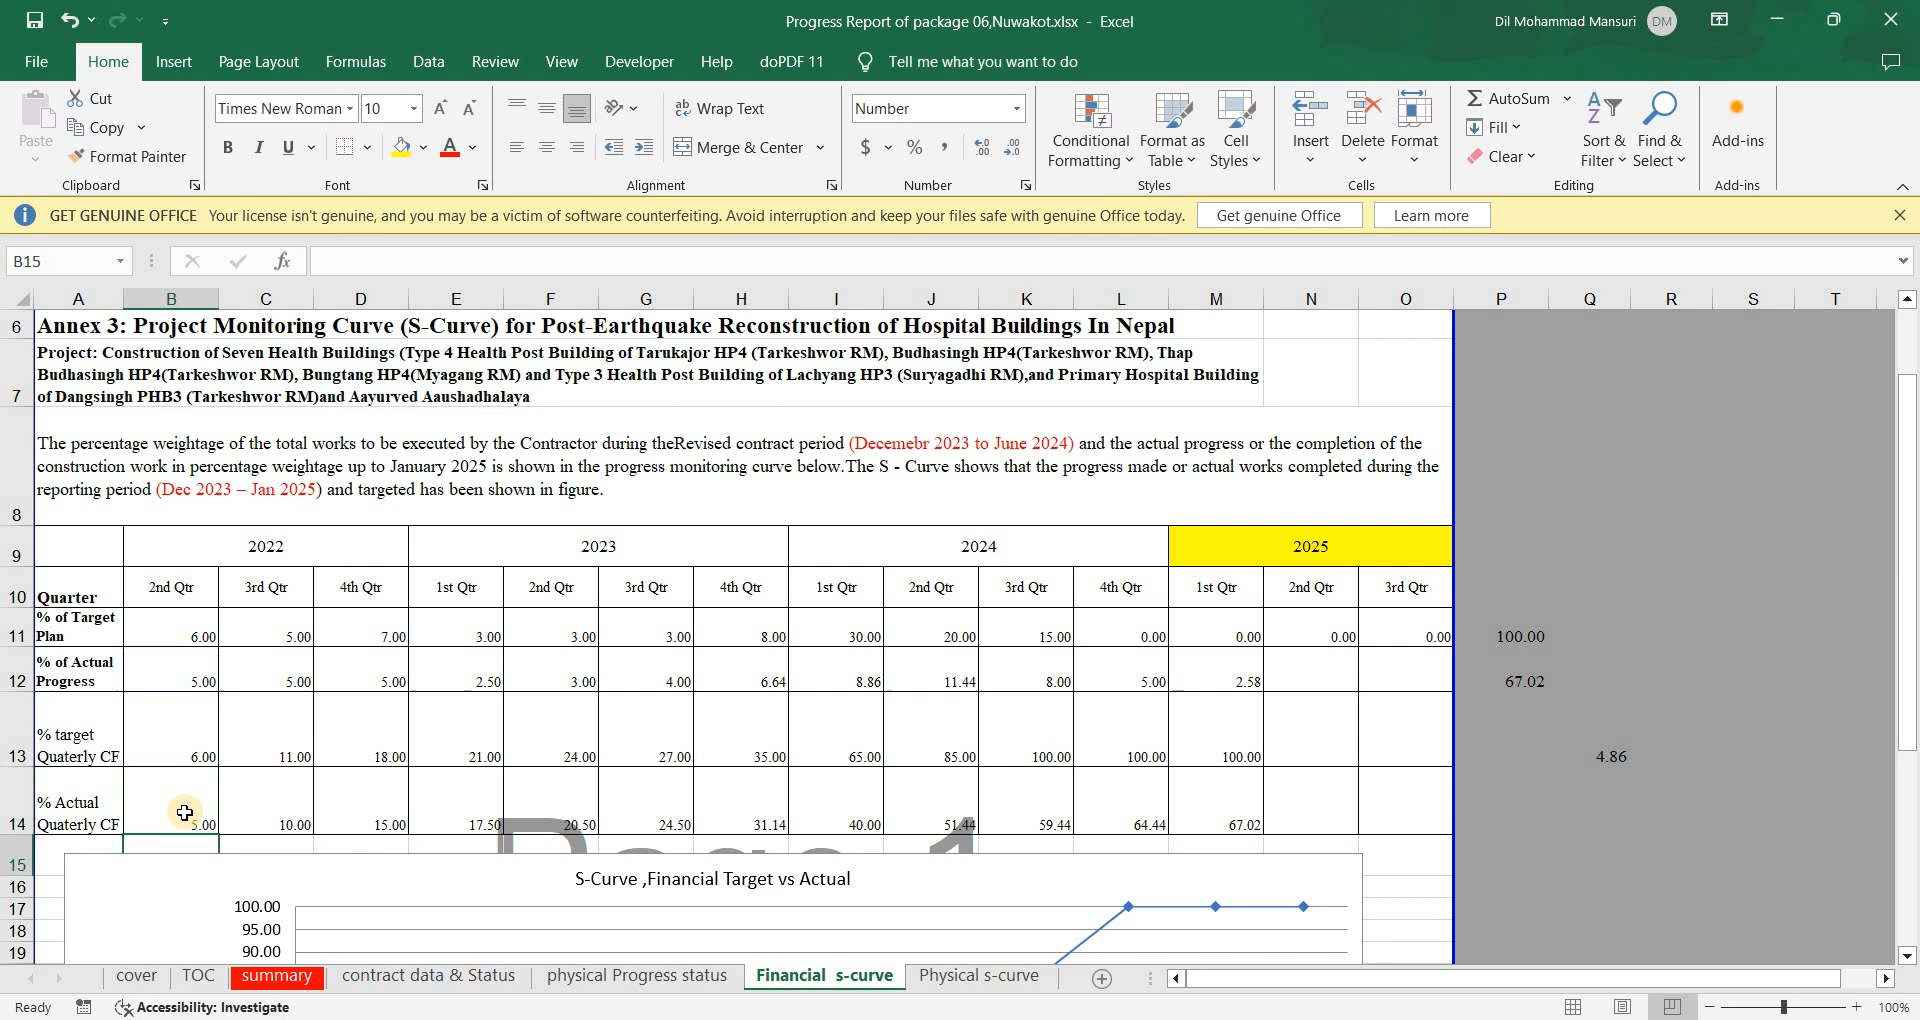 Progress Report of package 06,Nuwakot.xlsx - Excel
Dil Mohammad Mansuri DM
File Home Insert Page Layout Formulas Data Review View Developer Help doPDF 11 Tell me what you want to do
Paste
Cut
Copy
Format Painter
Clipboard
Times New Roman 10
A A
B I U A
Font
ab Wrap Text
Merge & Center
Alignment
Number
$ % ,
Number
Conditional Formatting
Format as Table
Cell Styles
Styles
Insert Delete Format
Cells
AutoSum
Fill
Clear
Sort & Filter
Find & Select
Editing
Add-ins
Add-ins
GET GENUINE OFFICE Your license isn't genuine, and you may be a victim of software counterfeiting. Avoid interruption and keep your files safe with genuine Office today. Get genuine Office Learn more
B15 fx
A B C D E F G H I J K L M N O P Q R S T
6 Annex 3: Project Monitoring Curve (S-Curve) for Post-Earthquake Reconstruction of Hospital Buildings In Nepal
Project: Construction of Seven Health Buildings (Type 4 Health Post Building of Tarukajor HP4 (Tarkeshwor RM), Budhasingh HP4(Tarkeshwor RM), Thap
Budhasingh HP4(Tarkeshwor RM), Bungtang HP4(Myagang RM) and Type 3 Health Post Building of Lachyang HP3 (Suryagadhi RM),and Primary Hospital Building
7 of Dangsingh PHB3 (Tarkeshwor RM)and Aayurved Aaushadhalaya
The percentage weightage of the total works to be executed by the Contractor during theRevised contract period (Decemebr 2023 to June 2024) and the actual progress or the completion of the
construction work in percentage weightage up to January 2025 is shown in the progress monitoring curve below.The S - Curve shows that the progress made or actual works completed during the
reporting period (Dec 2023 – Jan 2025) and targeted has been shown in figure.
8
9 2022 2023 2024 2025
10 Quarter 2nd Qtr 3rd Qtr 4th Qtr 1st Qtr 2nd Qtr 3rd Qtr 4th Qtr 1st Qtr 2nd Qtr 3rd Qtr 4th Qtr 1st Qtr 2nd Qtr 3rd Qtr
% of Target
11 Plan 6.00 5.00 7.00 3.00 3.00 3.00 8.00 30.00 20.00 15.00 0.00 0.00 0.00 0.00 100.00
% of Actual
12 Progress 5.00 5.00 5.00 2.50 3.00 4.00 6.64 8.86 11.44 8.00 5.00 2.58 67.02
% target
13 Quaterly CF 6.00 11.00 18.00 21.00 24.00 27.00 35.00 65.00 85.00 100.00 100.00 100.00 4.86
% Actual
14 Quaterly CF 5.00 10.00 15.00 17.50 20.50 24.50 31.14 40.00 51.44 59.44 64.44 67.02
Page 1
15
16 S-Curve ,Financial Target vs Actual
17 100.00
18 95.00
19 90.00
cover TOC summary contract data & Status physical Progress status Financial s-curve Physical s-curve
Ready Accessibility: Investigate 100%